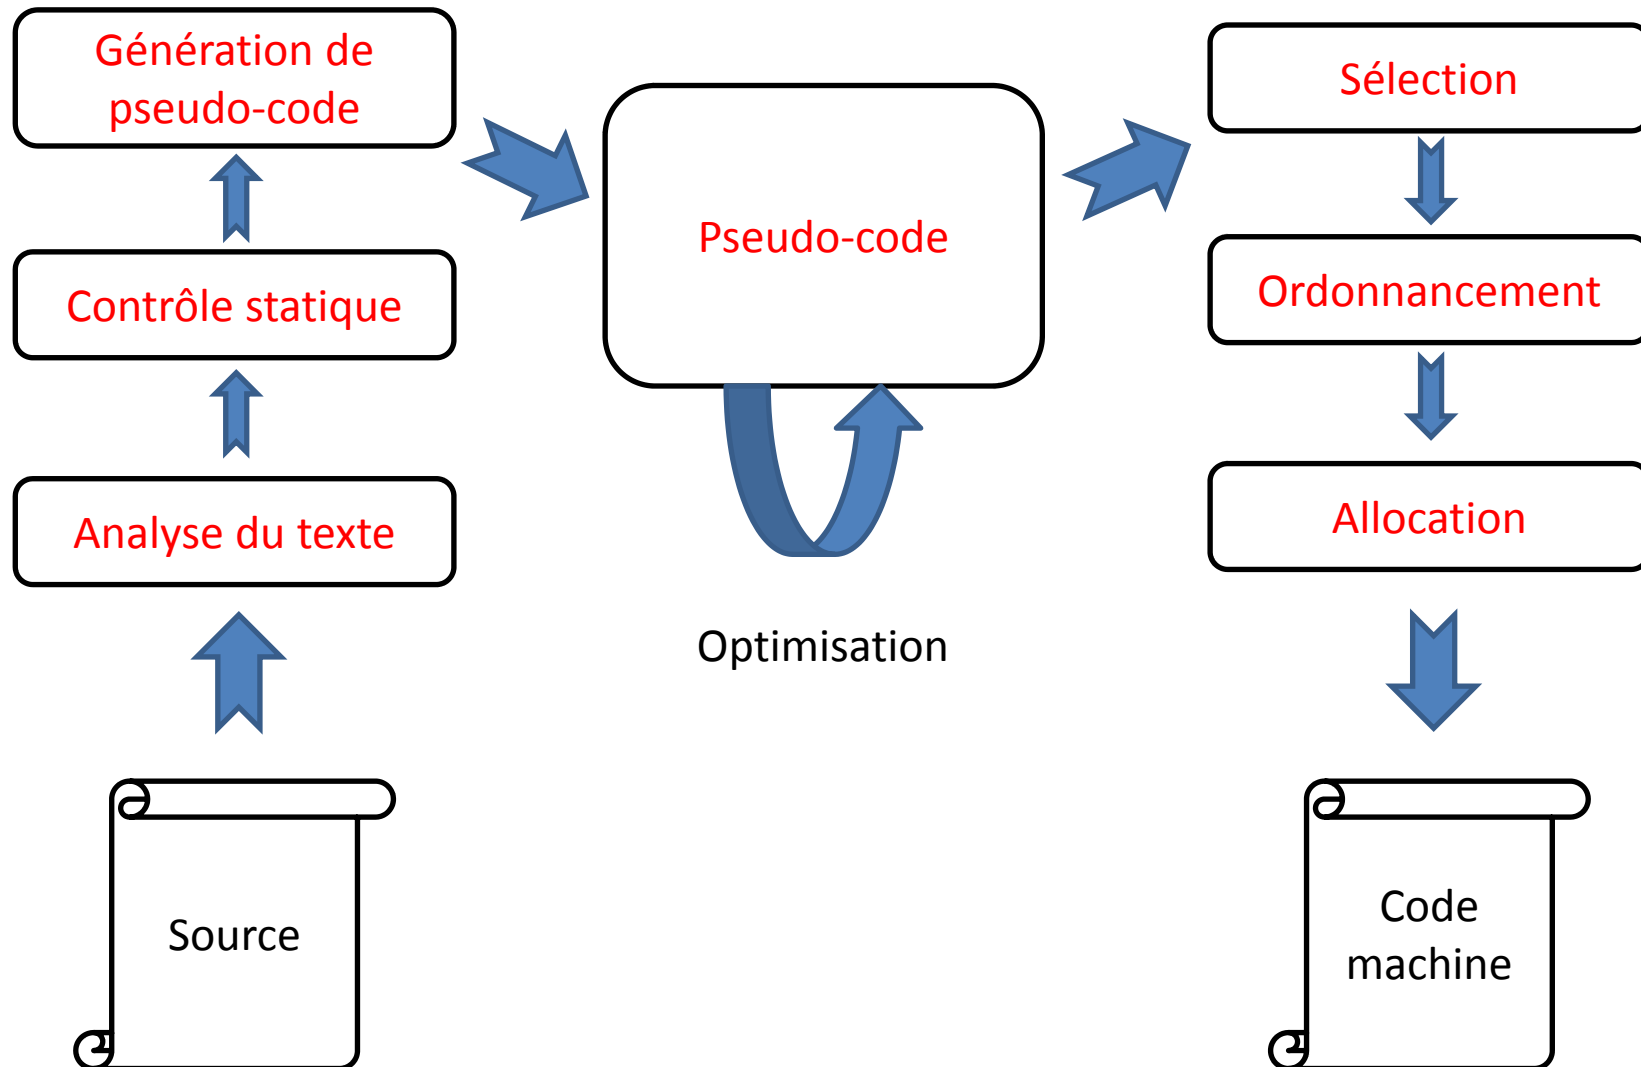 Génération de
pseudo-code
Contrôle statique
Analyse du texte
Source
Pseudo-code
Optimisation
Sélection
Ordonnancement
Allocation
Code
machine